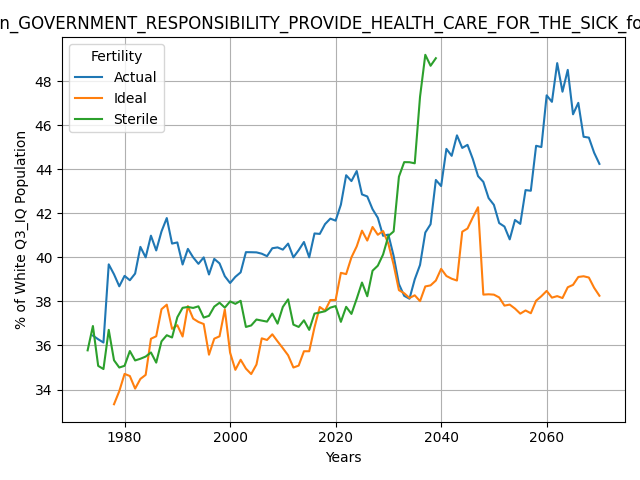 n_GOVERNMENT_RESPONSIBILITY_PROVIDE_HEALTH_CARE_FOR_THE_SICK_fo
Fertility
Actual
Ideal
Sterile
48
46
44
42
40
38
36
34
% of White Q3_IQ Population
1980
2000
2020
2040
2060
Years